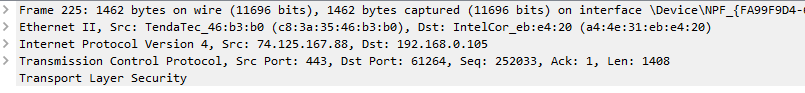 Frame 225: 1462 bytes on wire (11696 bits), 1462 bytes captured (11696 bits) on interface \Device\NPF_{FA99F9D4-
Ethernet II, Src: TendaTec_46:b3:b0 (c8:3a:35:46:b3:b0), Dst: IntelCor_eb:e4:20 (a4:4e:31:eb:e4:20)
Internet Protocol Version 4, Src: 74.125.167.88, Dst: 192.168.0.105
Transmission Control Protocol, Src Port: 443, Dst Port: 61264, Seq: 252033, Ack: 1, Len: 1408
Transport Layer Security